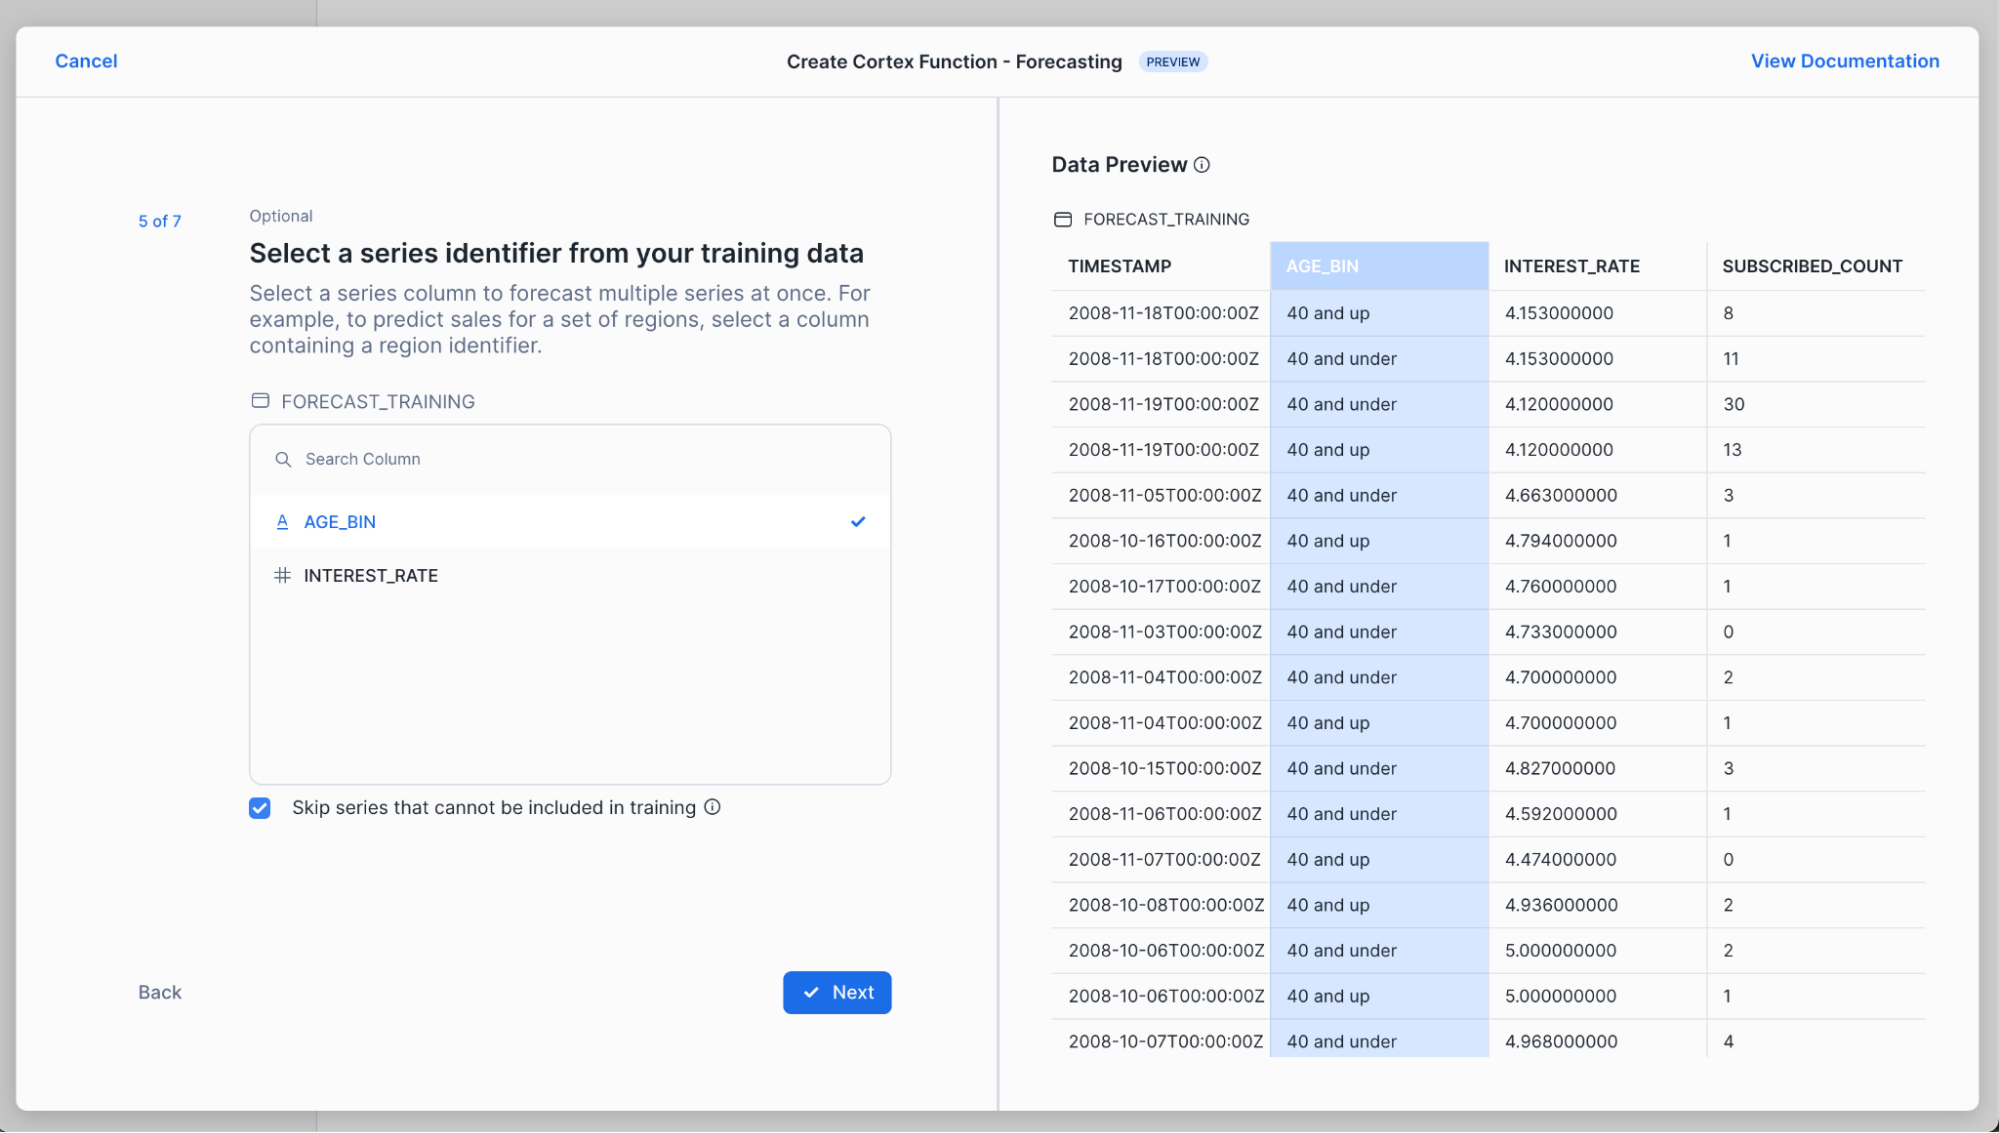 Cancel
Create Cortex Function - Forecasting PREVIEW
View Documentation
5 of 7
Optional
Select a series identifier from your training data
Select a series column to forecast multiple series at once. For
example, to predict sales for a set of regions, select a column
containing a region identifier.
FORECAST_TRAINING
Search Column
A AGE_BIN
# INTEREST_RATE
Skip series that cannot be included in training
Back
Next
Data Preview
FORECAST_TRAINING
TIMESTAMP AGE_BIN INTEREST_RATE SUBSCRIBED_COUNT
2008-11-18T00:00:00Z 40 and up 4.153000000 8
2008-11-18T00:00:00Z 40 and under 4.153000000 11
2008-11-19T00:00:00Z 40 and under 4.120000000 30
2008-11-19T00:00:00Z 40 and up 4.120000000 13
2008-11-05T00:00:00Z 40 and under 4.663000000 3
2008-10-16T00:00:00Z 40 and up 4.794000000 1
2008-10-17T00:00:00Z 40 and under 4.760000000 1
2008-11-03T00:00:00Z 40 and under 4.733000000 0
2008-11-04T00:00:00Z 40 and under 4.700000000 2
2008-11-04T00:00:00Z 40 and up 4.700000000 1
2008-10-15T00:00:00Z 40 and under 4.827000000 3
2008-11-06T00:00:00Z 40 and under 4.592000000 1
2008-11-07T00:00:00Z 40 and up 4.474000000 0
2008-10-08T00:00:00Z 40 and up 4.936000000 2
2008-10-06T00:00:00Z 40 and under 5.000000000 2
2008-10-06T00:00:00Z 40 and up 5.000000000 1
2008-10-07T00:00:00Z 40 and under 4.968000000 4